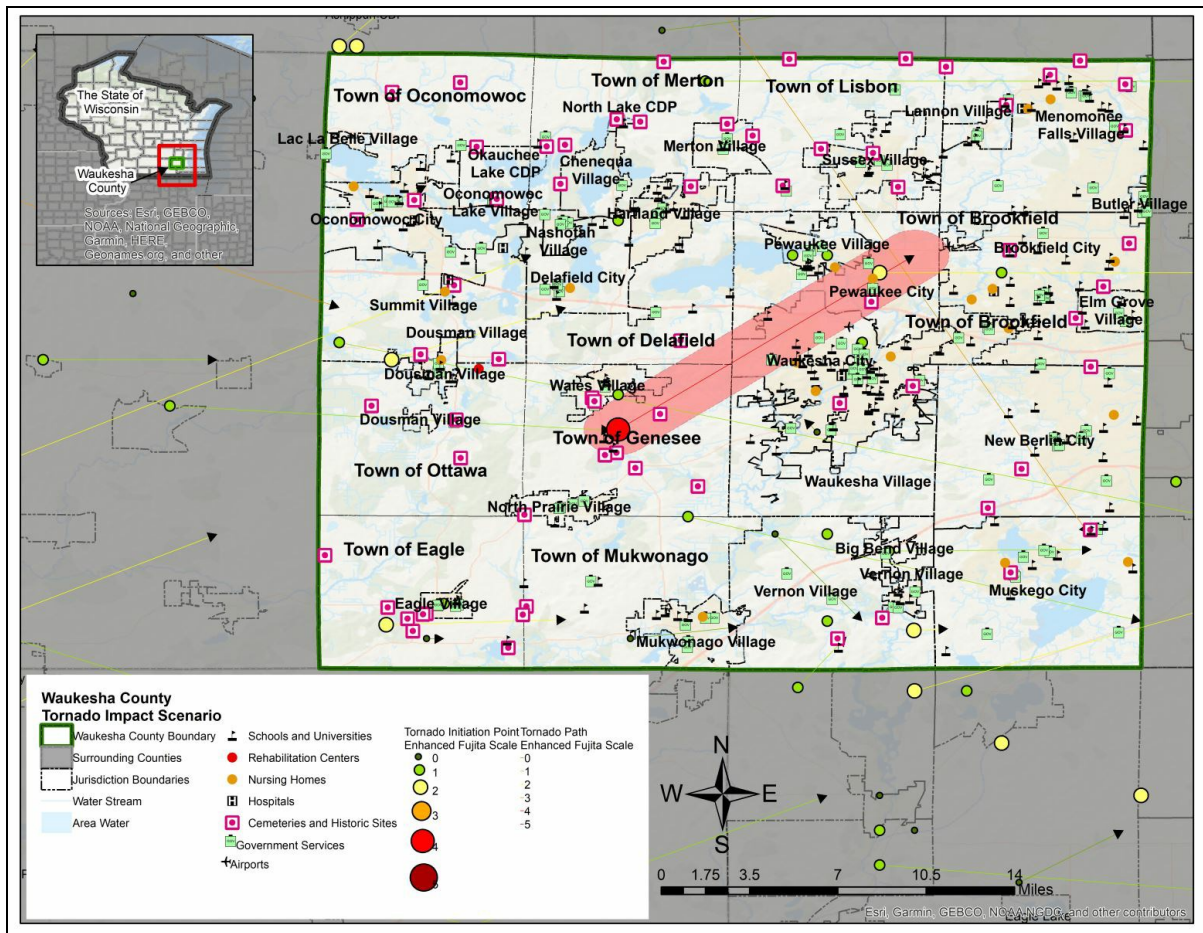 Ashippun CDP
The State of
Wisconsin
Waukesha
County
Sources: Esri, GEBCO,
NOAA, National Geographic,
Garmin, HERE,
Geonames.org, and other
Town of Oconomowoc
Town of Merton
Town of Lisbon
North Lake CDP
Lannon Village
Menomonee
Falls Village
Lac La Belle Village
Okauchee
Lake CDP
Chenequa
Village
Merton Village
Sussex Village
Oconomowoc
Lake Village
Oconomowoc City
Hartland Village
Butler Village
Nashotah
Village
Town of Brookfield
Pewaukee Village
Brookfield City
Delafield City
Pewaukee City
Summit Village
Elm Grove
Village
Dousman Village
Town of Delafield
Town of Brookfield
Dousman Village
Waukesha City
Wales Village
Dousman Village
Town of Genesee
New Berlin City
Town of Ottawa
Waukesha Village
North Prairie Village
Town of Eagle
Town of Mukwonago
Big Bend Village
Vernon Village
Vernon Village
Muskego City
Eagle Village
Mukwonago Village
Waukesha County
Tornado Impact Scenario
Waukesha County Boundary
Surrounding Counties
Jurisdiction Boundaries
Water Stream
Area Water
Schools and Universities
Rehabilitation Centers
Nursing Homes
Hospitals
Cemeteries and Historic Sites
Government Services
Airports
Tornado Initiation Point
Enhanced Fujita Scale
0
1
2
3
4
5
Tornado Path
Enhanced Fujita Scale
0
1
2
3
4
5
N
W E
S
0 1.75 3.5 7 10.5 14
Miles
Eagle Lake
Esri, Garmin, GEBCO, NOAA NGDC, and other contributors